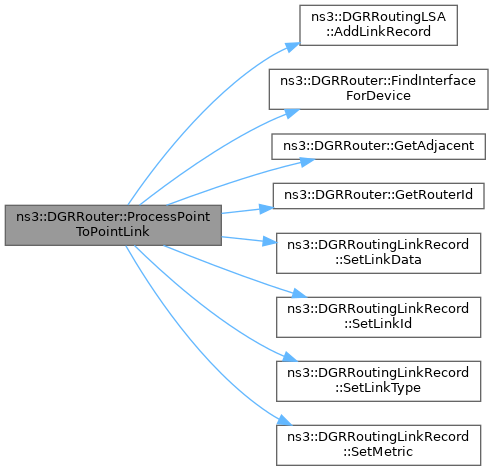 ns3::DGRRouter::ProcessPoint
ToPointLink
ns3::DGRRoutingLSA
::AddLinkRecord
ns3::DGRRouter::FindInterface
ForDevice
ns3::DGRRouter::GetAdjacent
ns3::DGRRouter::GetRouterId
ns3::DGRRoutingLinkRecord
::SetLinkData
ns3::DGRRoutingLinkRecord
::SetLinkId
ns3::DGRRoutingLinkRecord
::SetLinkType
ns3::DGRRoutingLinkRecord
::SetMetric